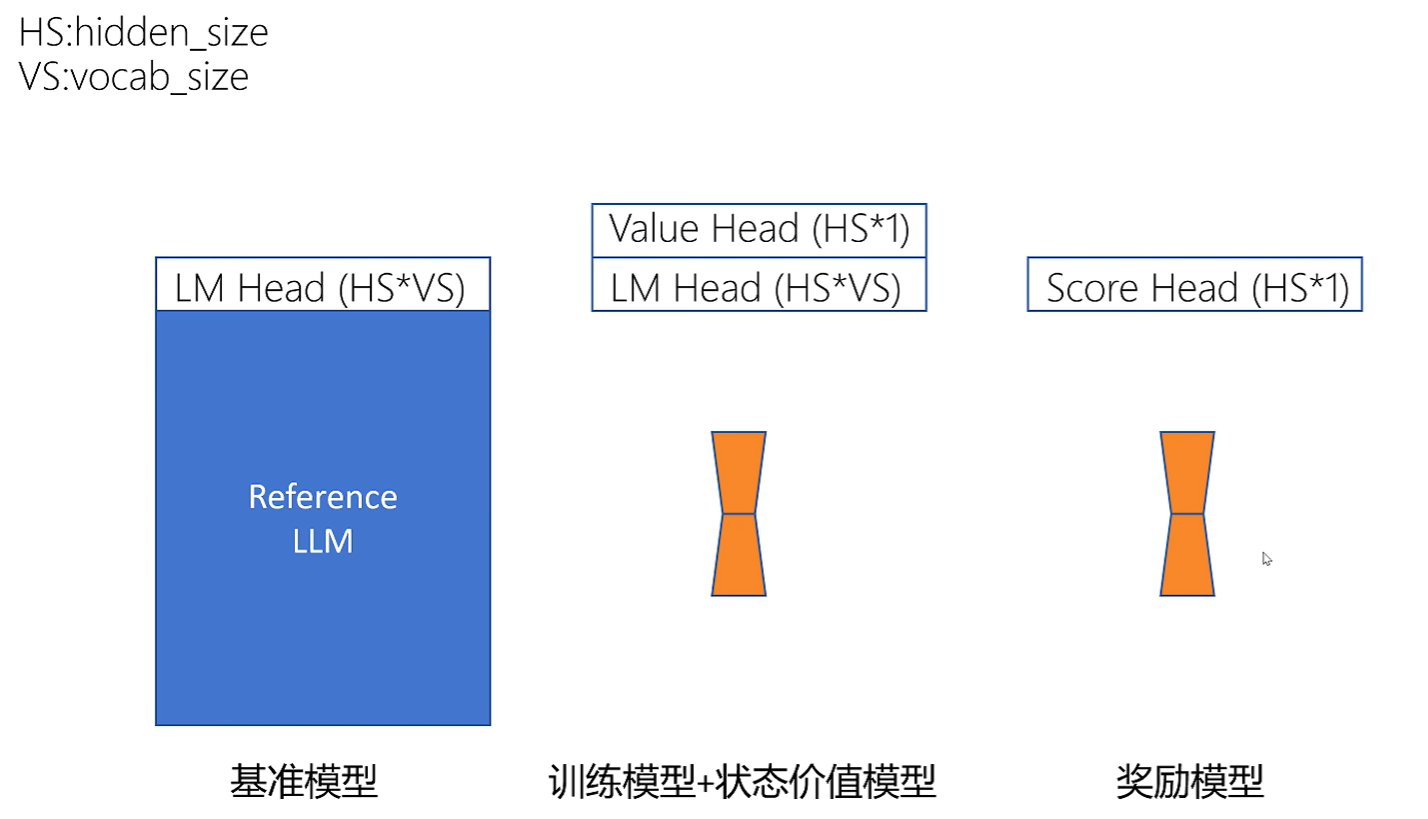 HS:hidden_size
VS:vocab_size
Value Head (HS*1)
LM Head (HS*VS)
LM Head (HS*VS)
Score Head (HS*1)
Reference
LLM
基准模型
训练模型+状态价值模型
奖励模型